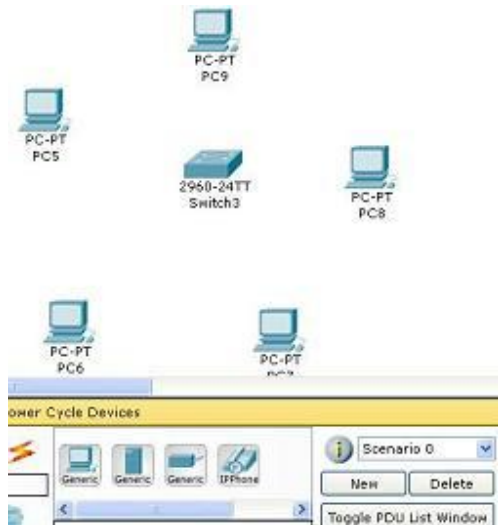 PC-PT
PC9
PC-PT
PC5
2960-24TT
Switch3
PC-PT
PC8
PC-PT
PC6
PC-PT
Cycle Devices
Scenario 0
Generic Generic Generic IPPhone
New Delete
Toggle PDU List Window